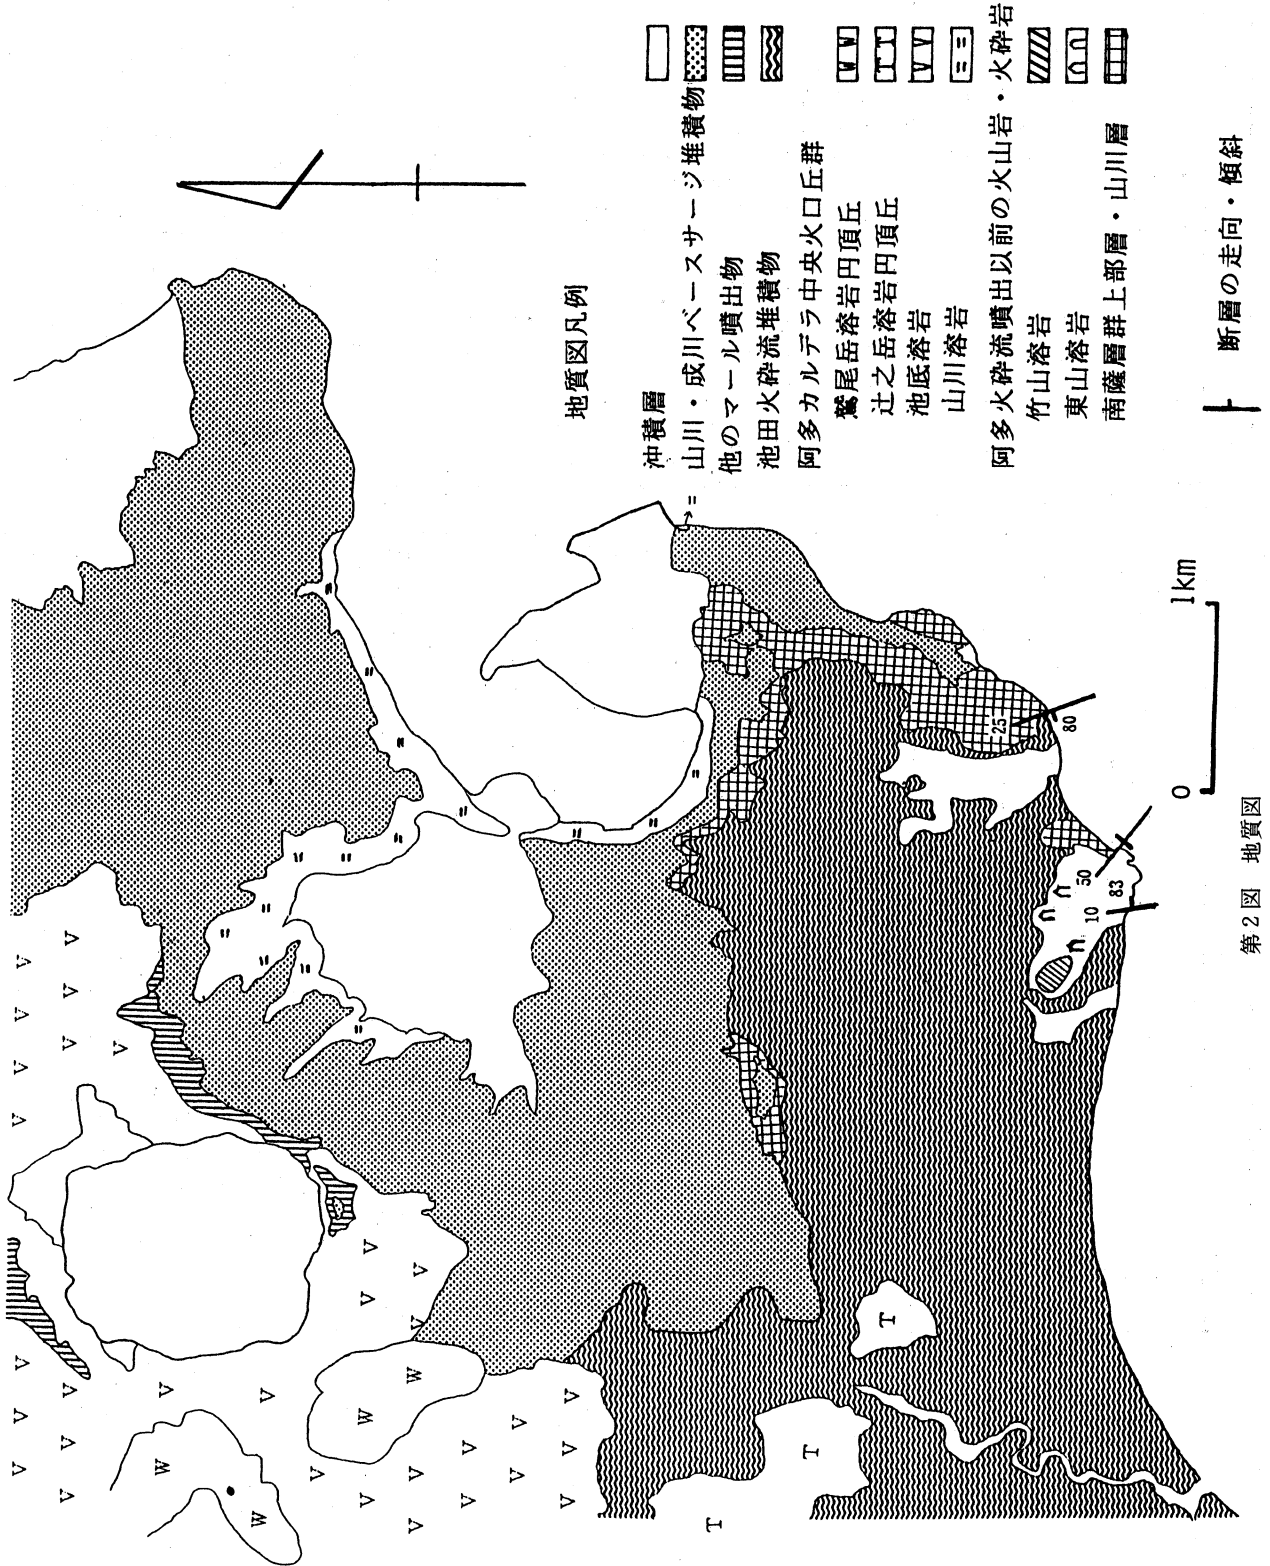 地質図凡例
沖積層
山川・成川ベースサージ堆積物
他のマール噴出物
池田火砕流堆積物
阿多カルデラ中央火口丘群
鷲尾岳溶岩円頂丘
W W
辻之岳溶岩円頂丘
T T
池底溶岩
V V
山川溶岩
= =
阿多火砕流噴出以前の火山岩・火砕岩
竹山溶岩
東山溶岩
南薩層群上部層・山川層
断層の走向・傾斜
25
80
50
83
10
0 1km
第2図 地質図